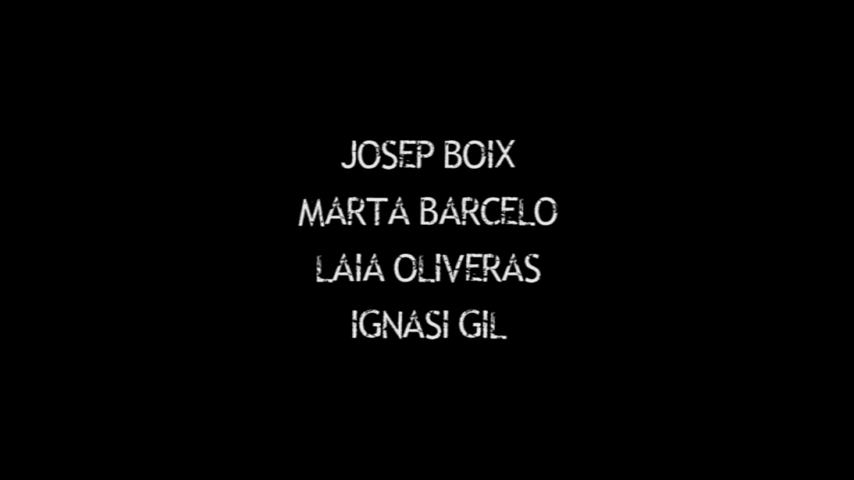 JOSEP BOIX
MARTA BARCELO
LAIA OLIVERAS
IGNASI GIL